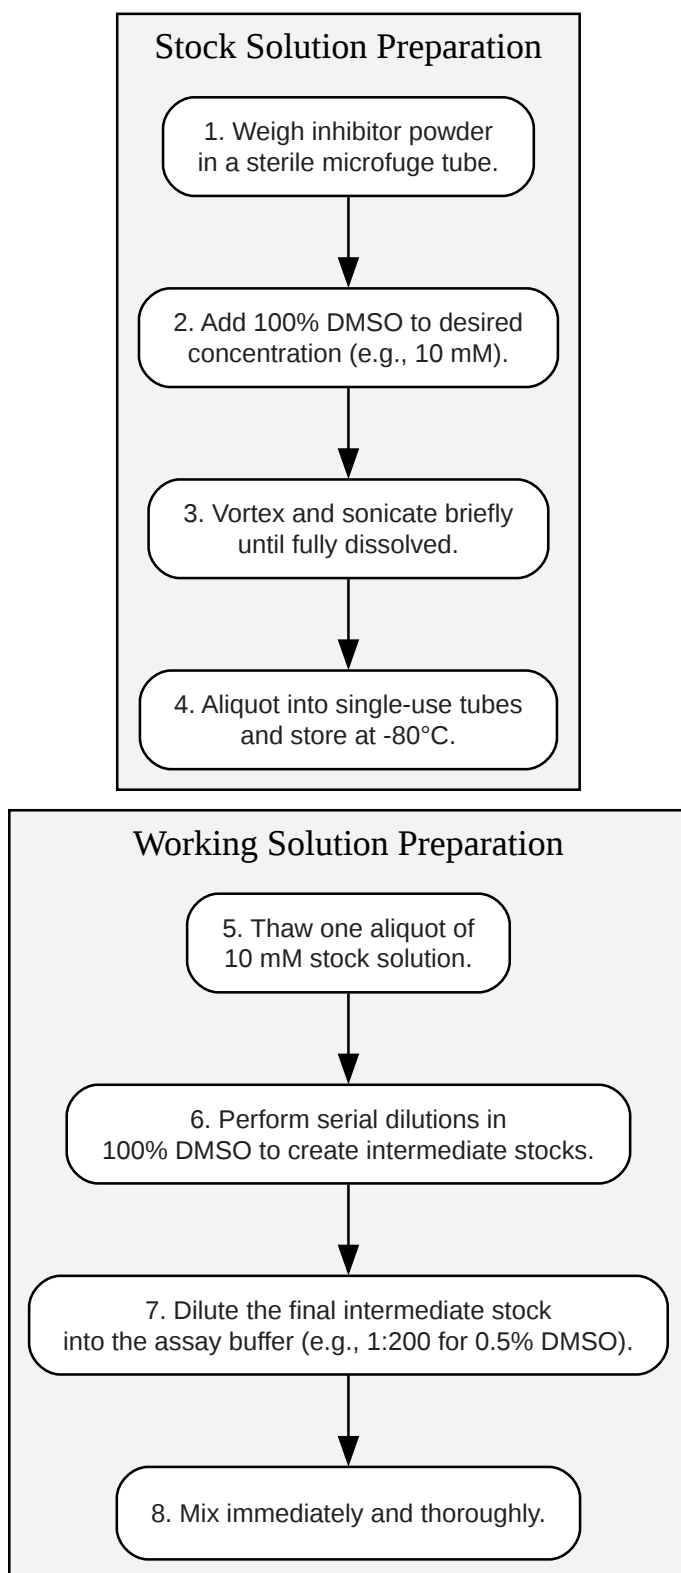 Stock Solution Preparation
1. Weigh inhibitor powder
in a sterile microfuge tube.
2. Add 100% DMSO to desired
concentration (e.g., 10 mM).
3. Vortex and sonicate briefly
until fully dissolved.
4. Aliquot into single-use tubes
and store at -80°C.
Working Solution Preparation
5. Thaw one aliquot of
10 mM stock solution.
6. Perform serial dilutions in
100% DMSO to create intermediate stocks.
7. Dilute the final intermediate stock
into the assay buffer (e.g., 1:200 for 0.5% DMSO).
8. Mix immediately and thoroughly.